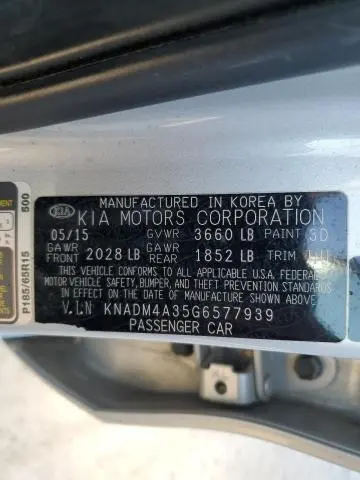 MANUFACTURED IN KOREA BY
KIA KIA MOTORS CORPORATION
05/15 GVWR 3660 LB PAINT 3D
GAWR GAWR
FRONT 2028 LB REAR 1852 LB TRIM
THIS VEHICLE CONFORMS TO ALL APPLICABLE U.S.A. FEDERAL
MOTOR VEHICLE SAFETY, BUMPER, AND THEFT PREVENTION STANDARDS
IN EFFECT ON THE DATE OF MANUFACTURE SHOWN ABOVE.
V.I.N KNADM4A35G6577939
PASSENGER CAR
P185/65R15 500